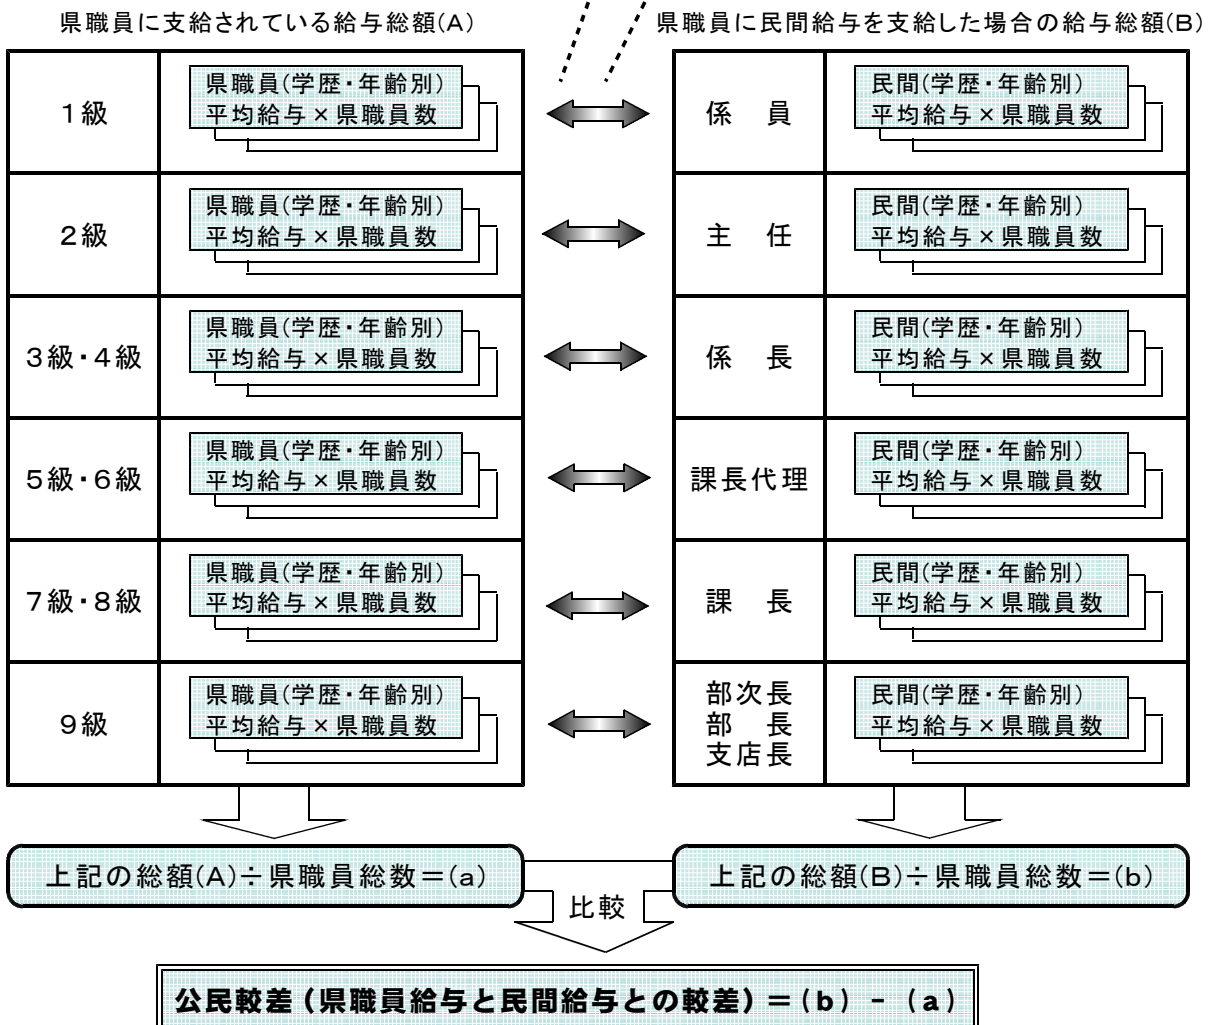 県職員に支給されている給与総額(A)
県職員に民間給与を支給した場合の給与総額(B)
1級
県職員(学歴・年齢別)
平均給与×県職員数
係　員
民間(学歴・年齢別)
平均給与×県職員数
2級
県職員(学歴・年齢別)
平均給与×県職員数
主　任
民間(学歴・年齢別)
平均給与×県職員数
3級・4級
県職員(学歴・年齢別)
平均給与×県職員数
係　長
民間(学歴・年齢別)
平均給与×県職員数
5級・6級
県職員(学歴・年齢別)
平均給与×県職員数
課長代理
民間(学歴・年齢別)
平均給与×県職員数
7級・8級
県職員(学歴・年齢別)
平均給与×県職員数
課　長
民間(学歴・年齢別)
平均給与×県職員数
9級
県職員(学歴・年齢別)
平均給与×県職員数
部次長
部　長
支店長
民間(学歴・年齢別)
平均給与×県職員数
上記の総額(A)÷県職員総数＝(a)
上記の総額(B)÷県職員総数＝(b)
比較
公民較差（県職員給与と民間給与との較差）＝(b) － (a)